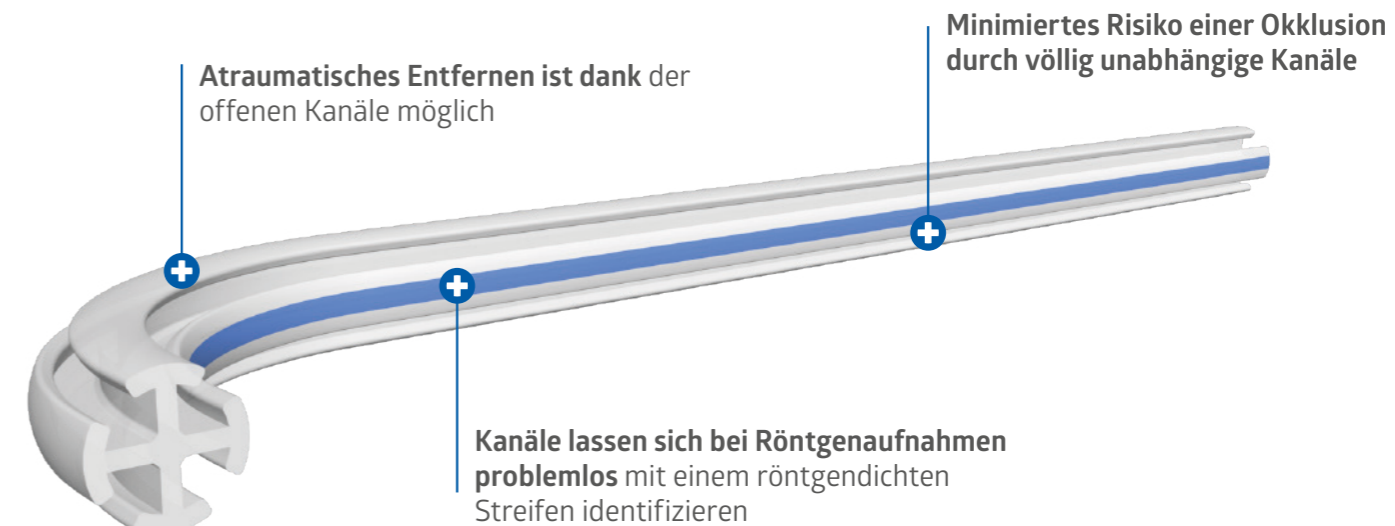 Minimiertes Risiko einer Okklusion
durch völlig unabhängige Kanäle
Atraumatisches Entfernen ist dank der
offenen Kanäle möglich
Kanäle lassen sich bei Röntgenaufnahmen
problemlos mit einem röntgendichten
Streifen identifizieren